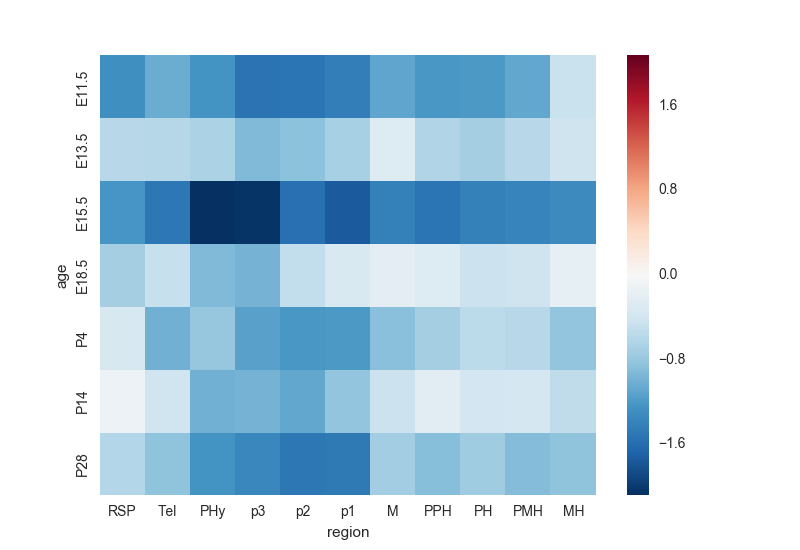 E11.5
E13.5
E15.5
E18.5
P4
P14
P28
age
RSP Tel PHy p3 p2 p1 M PPH PH PMH MH
region
1.6
0.8
0.0
−0.8
−1.6